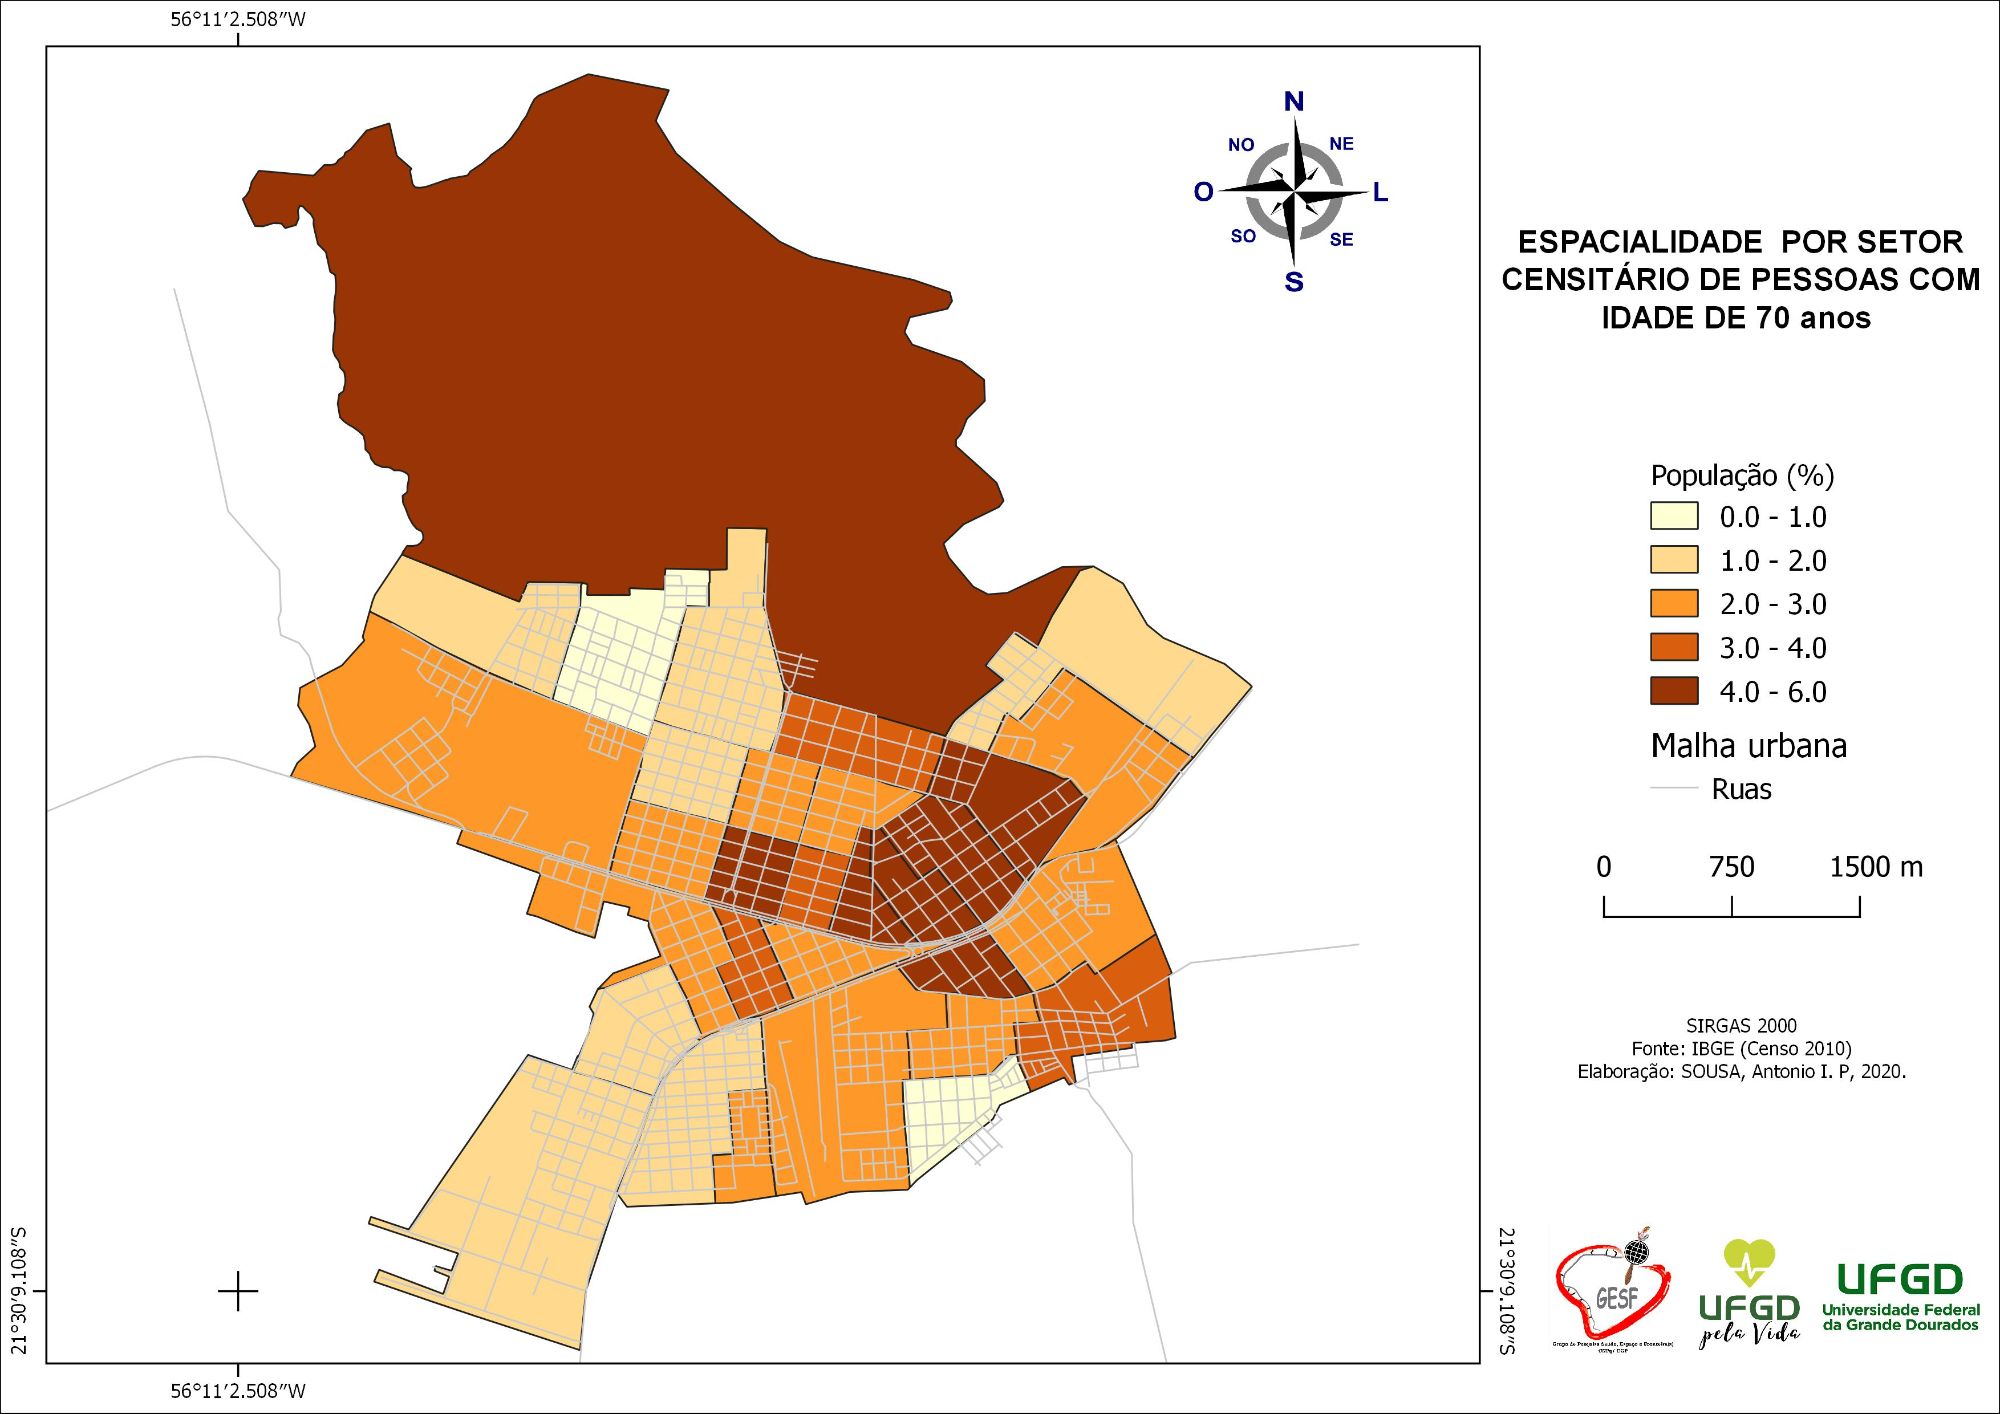 56°11'2.508"W
N
NO
NE
O
L
SO
SE
S
ESPACIALIDADE POR SETOR
CENSITÁRIO DE PESSOAS COM
IDADE DE 70 anos
População (%)
0.0 - 1.0
1.0 - 2.0
2.0 - 3.0
3.0 - 4.0
4.0 - 6.0
Malha urbana
Ruas
0 750 1500 m
SIRGAS 2000
Fonte: IBGE (Censo 2010)
Elaboração: SOUSA, Antonio I. P, 2020.
21°30'9.108"S
21°30'9.108"S
GESF
UFGD
pela Vida
UFGD
Universidade Federal
da Grande Dourados
56°11'2.508"W